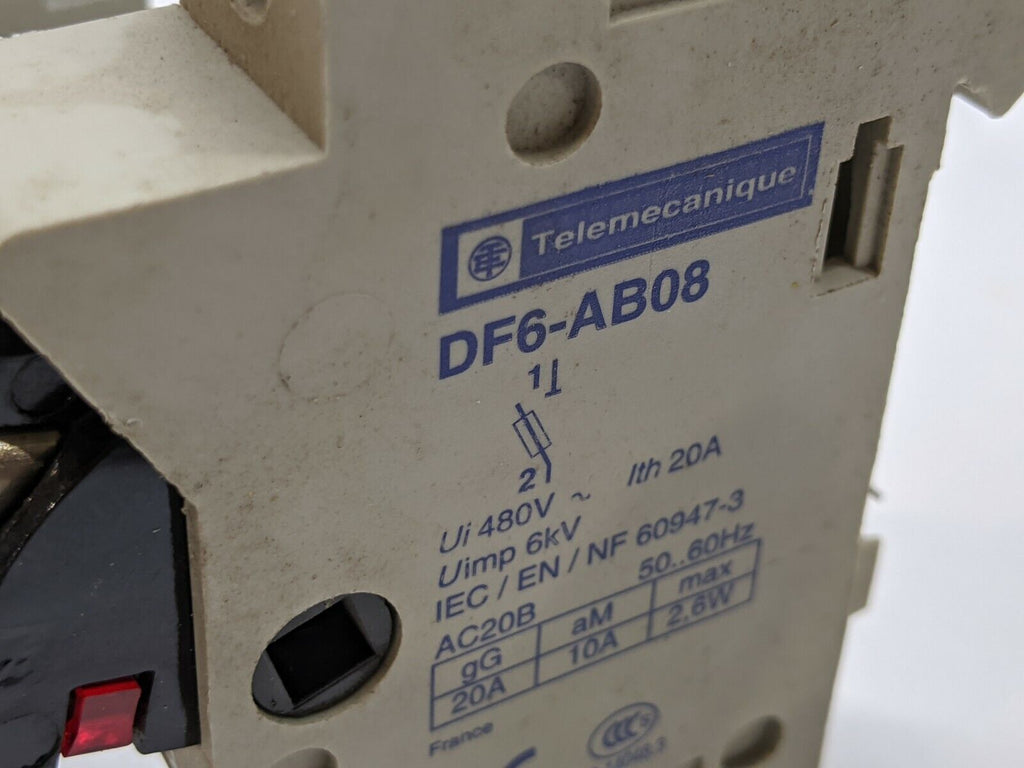 Telemecanique
DF6-AB08
1
2
Ui 480V ~ Ith 20A
Uimp 6kV
IEC / EN / NF 60947-3
AC20B 50..60Hz
gG aM max
20A 10A 2,6W
France
CCC S